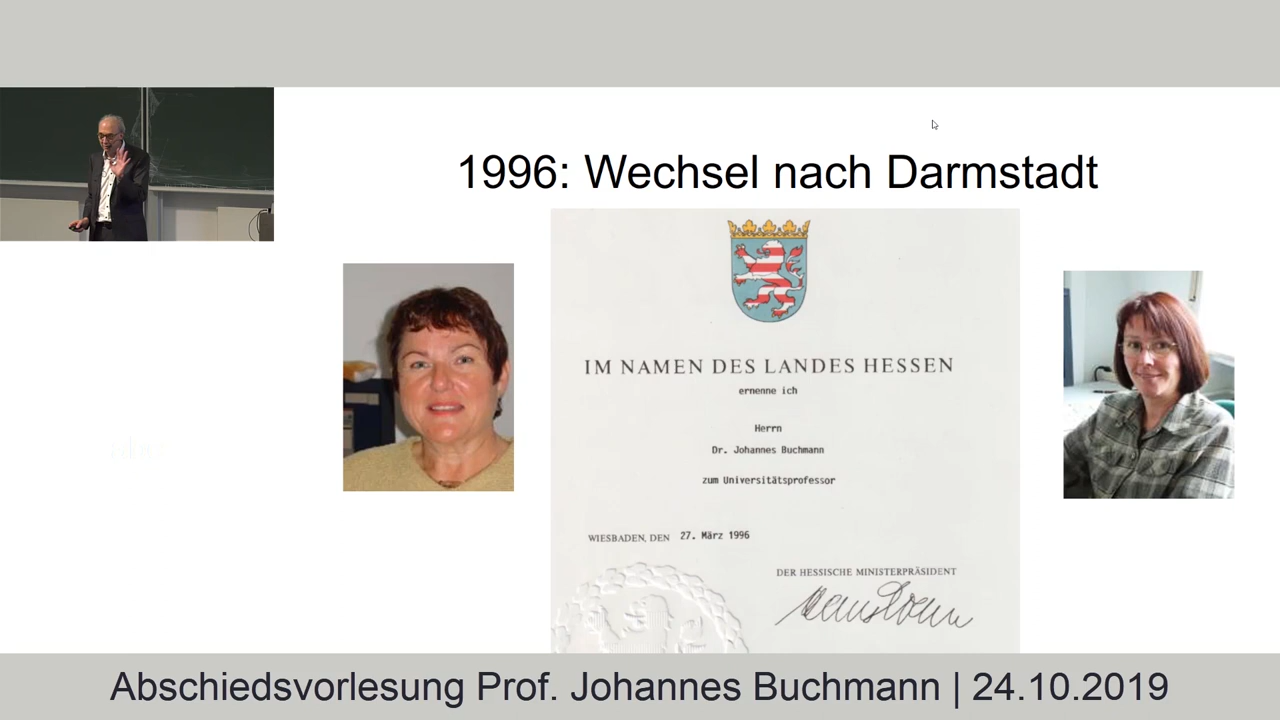 1996: Wechsel nach Darmstadt
IM NAMEN DES LANDES HESSEN
ernenne ich
Herrn
Dr. Johannes Buchmann
zum Universitätsprofessor
WIESBADEN, DEN 27. März 1996
DER HESSISCHE MINISTERPRÄSIDENT
Abschiedsvorlesung Prof. Johannes Buchmann | 24.10.2019